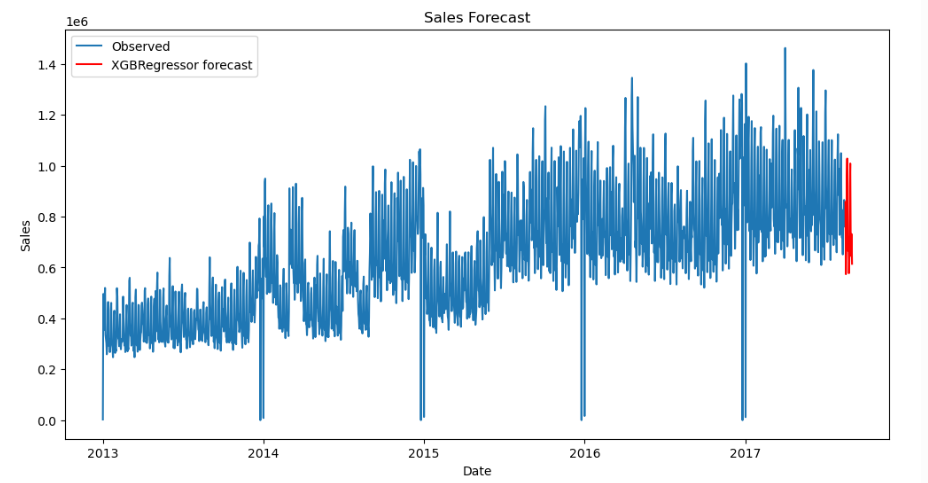 Sales Forecast
1e6
Observed
XGBRegressor forecast
1.4
1.2
1.0
0.8
0.6
0.4
0.2
0.0
Sales
2013 2014 2015 2016 2017
Date